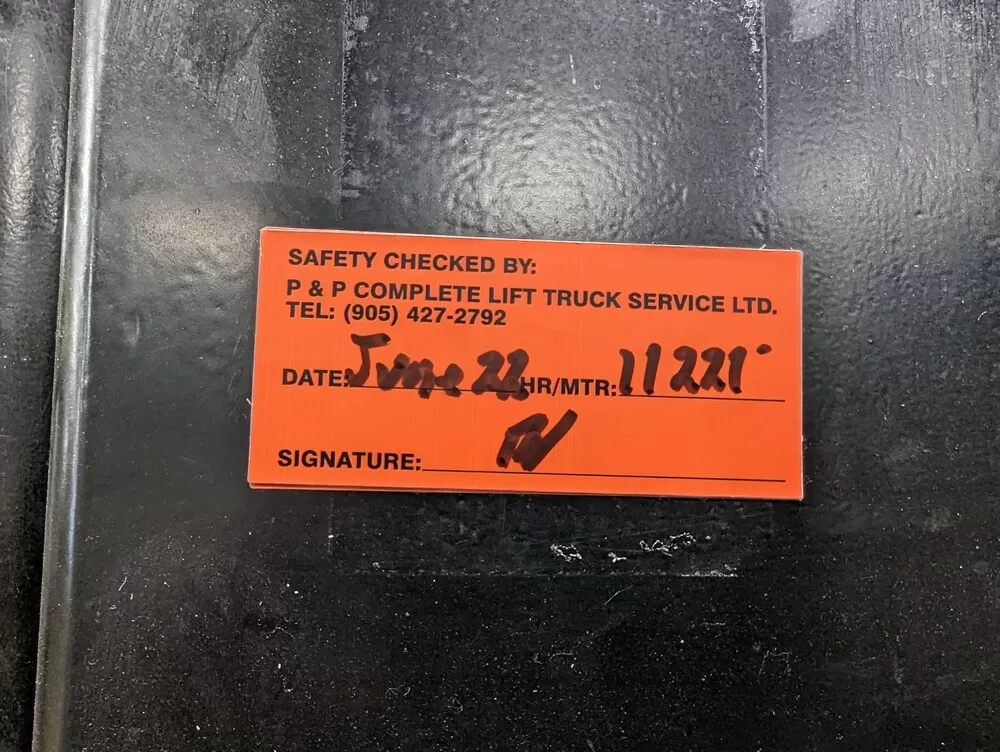 SAFETY CHECKED BY:
P & P COMPLETE LIFT TRUCK SERVICE LTD.
TEL: (905) 427-2792
DATE: June 22 HR/MTR: 11221
SIGNATURE: